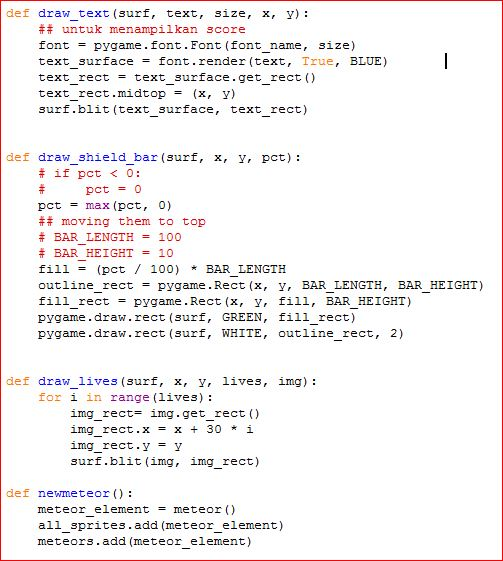 def draw_text(surf, text, size, x, y):
    ## untuk menampilkan score
    font = pygame.font.Font(font_name, size)
    text_surface = font.render(text, True, BLUE)
    text_rect = text_surface.get_rect()
    text_rect.midtop = (x, y)
    surf.blit(text_surface, text_rect)
def draw_shield_bar(surf, x, y, pct):
    # if pct < 0:
    #     pct = 0
    pct = max(pct, 0)
    ## moving them to top
    # BAR_LENGTH = 100
    # BAR_HEIGHT = 10
    fill = (pct / 100) * BAR_LENGTH
    outline_rect = pygame.Rect(x, y, BAR_LENGTH, BAR_HEIGHT)
    fill_rect = pygame.Rect(x, y, fill, BAR_HEIGHT)
    pygame.draw.rect(surf, GREEN, fill_rect)
    pygame.draw.rect(surf, WHITE, outline_rect, 2)
def draw_lives(surf, x, y, lives, img):
    for i in range(lives):
        img_rect= img.get_rect()
        img_rect.x = x + 30 * i
        img_rect.y = y
        surf.blit(img, img_rect)
def newmeteor():
    meteor_element = meteor()
    all_sprites.add(meteor_element)
    meteors.add(meteor_element)